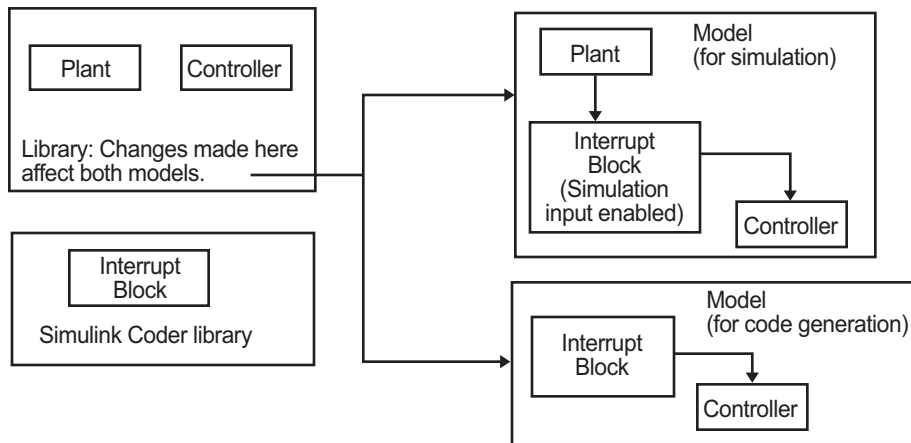 Plant
Controller
Library: Changes made here
affect both models.
Interrupt
Block
Simulink Coder library
Model
(for simulation)
Plant
Interrupt
Block
(Simulation
input enabled)
Controller
Model
(for code generation)
Interrupt
Block
Controller